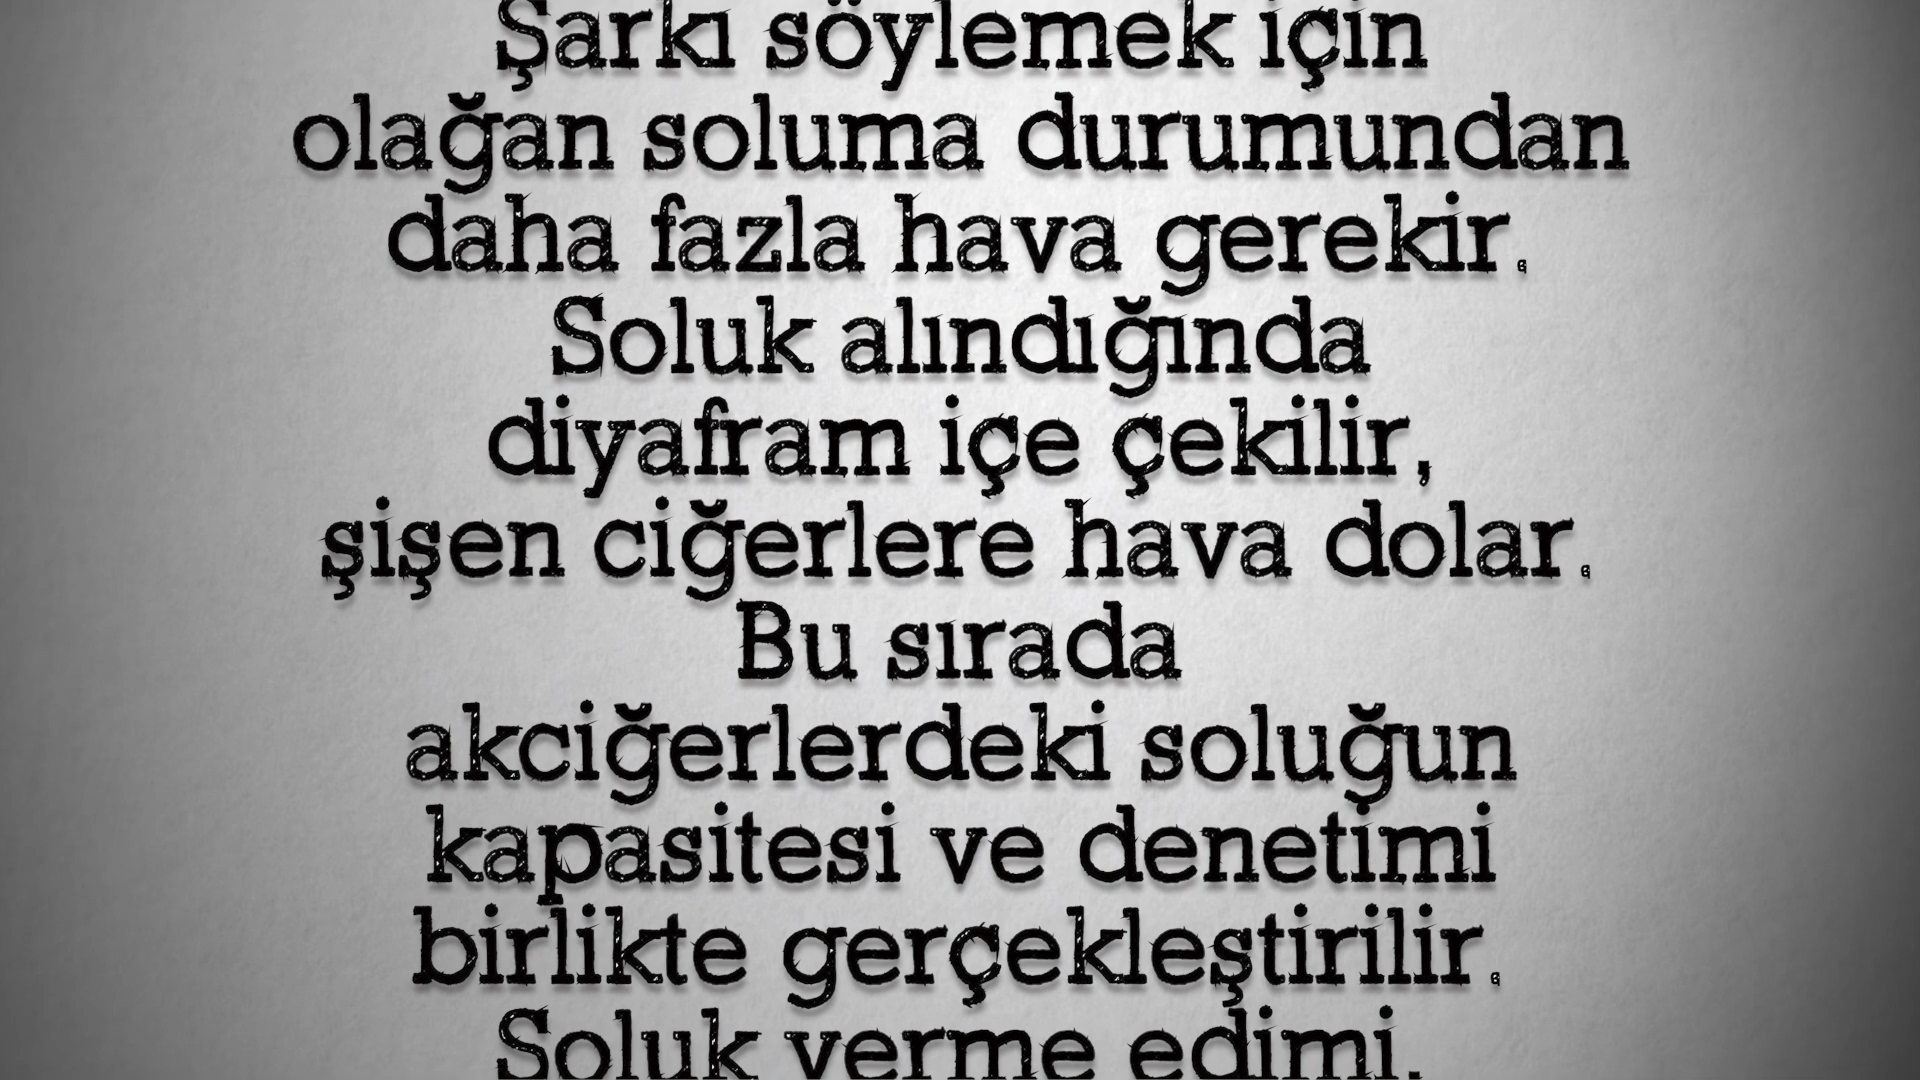 Şarkı söylemek için
olağan soluma durumundan
daha fazla hava gerekir.
Soluk alındığında
diyafram içe çekilir,
şişen ciğerlere hava dolar.
Bu sırada
akciğerlerdeki soluğun
kapasitesi ve denetimi
birlikte gerçekleştirilir.
Soluk verme edimi,